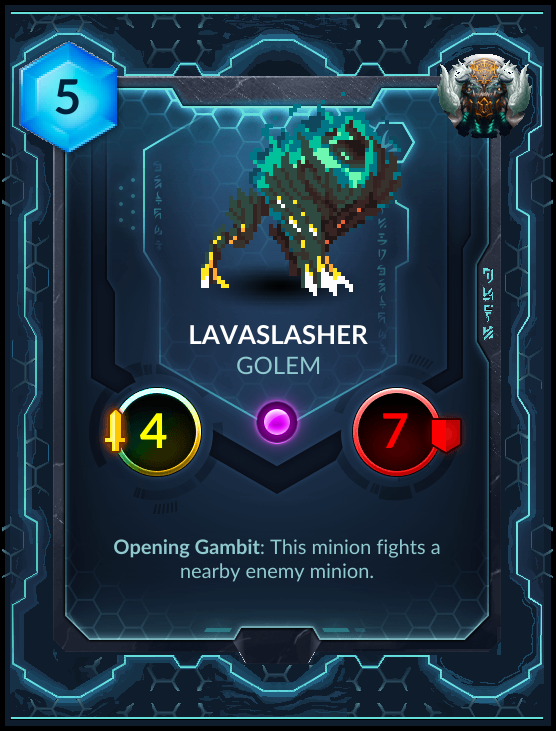 5
LAVASLASHER
GOLEM
4
7
Opening Gambit: This minion fights a
nearby enemy minion.